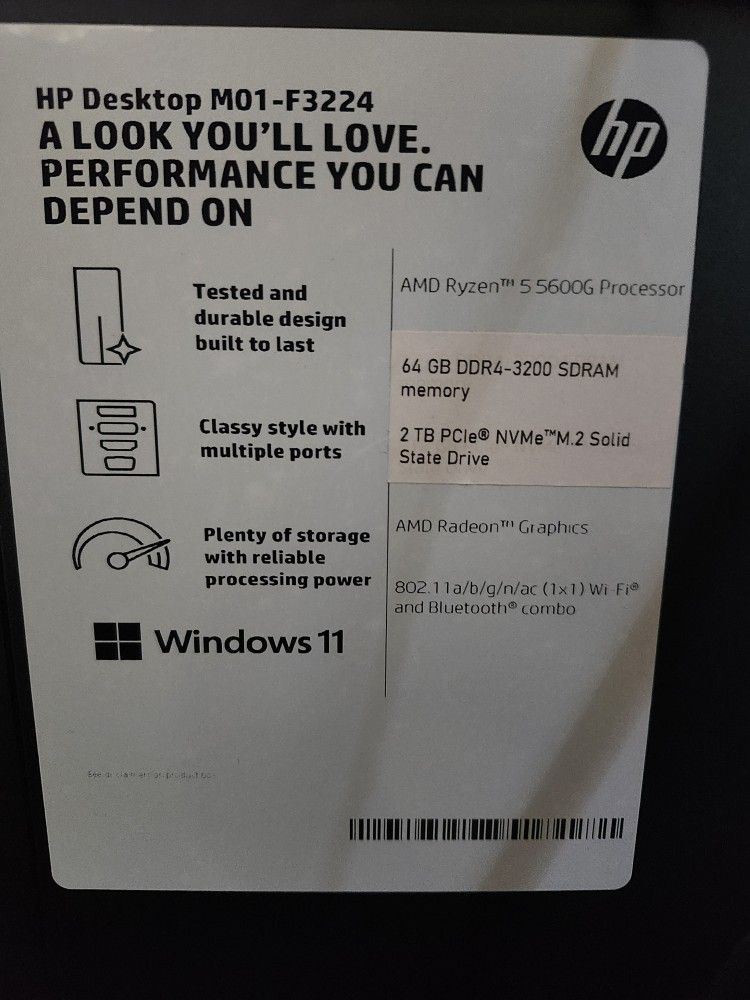 HP Desktop M01-F3224
A LOOK YOU'LL LOVE.
PERFORMANCE YOU CAN
DEPEND ON
hp
Tested and
durable design
built to last
Classy style with
multiple ports
Plenty of storage
with reliable
processing power
Windows 11
AMD Ryzen™ 5 5600G Processor
64 GB DDR4-3200 SDRAM
memory
2 TB PCIe® NVMe™M.2 Solid
State Drive
AMD Radeon™ Graphics
802.11a/b/g/n/ac (1x1) Wi-Fi®
and Bluetooth® combo